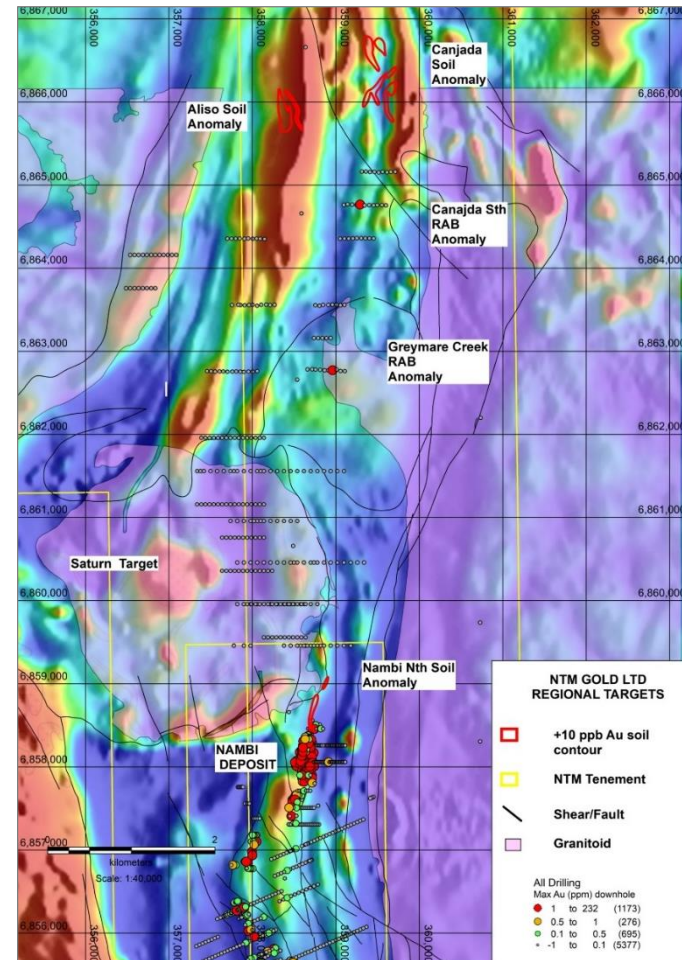 6,867,000
356,000
357,000
358,000
359,000
360,000
361,000
362,000
6,867,000
Canjada
Soil
Anomaly
6,866,000
6,866,000
Aliso Soil
Anomaly
6,865,000
6,865,000
Canajda Sth
RAB
Anomaly
6,864,000
6,864,000
6,863,000
6,863,000
Greymare Creek
RAB
Anomaly
6,862,000
6,862,000
6,861,000
6,861,000
Saturn Target
6,860,000
6,860,000
6,859,000
Nambi Nth Soil
Anomaly
NAMBI
DEPOSIT
6,858,000
6,857,000
0
2
kilometers
Scale: 1:40,000
6,856,000
356,000
357,000
358,000
359,000
360,000
NTM GOLD LTD
REGIONAL TARGETS
+10 ppb Au soil
contour
NTM Tenement
Shear/Fault
Granitoid
All Drilling
Max Au (ppm) downhole
1 to 232 (1173)
0.5 to 1 (276)
0.1 to 0.5 (695)
-1 to 0.1 (5377)